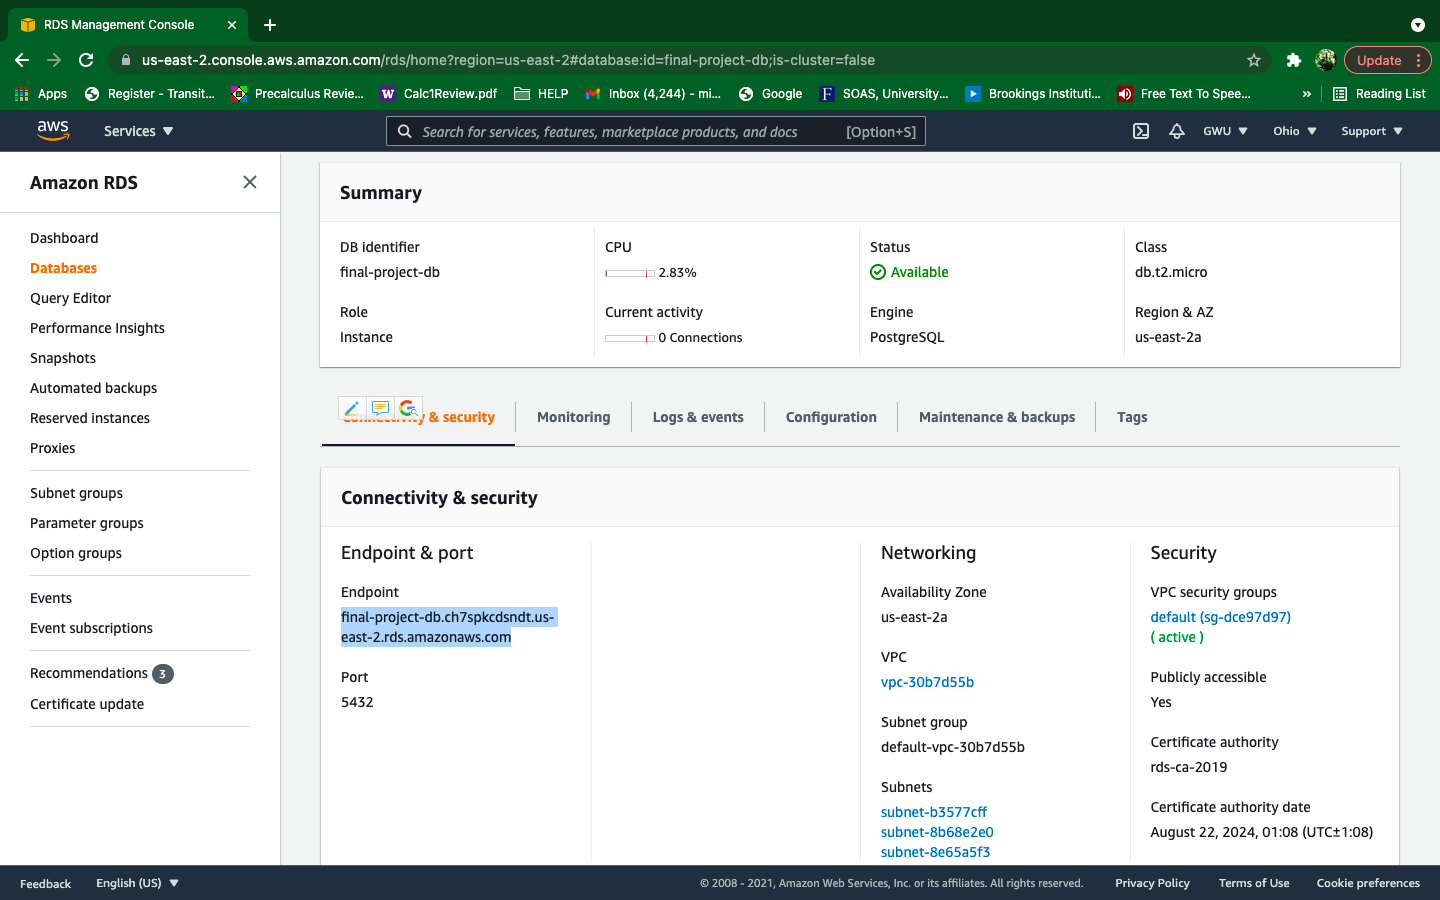 RDS Management Console
us-east-2.console.aws.amazon.com/rds/home?region=us-east-2#database:id=final-project-db;is-cluster=false
Update
Apps
Register - Transit...
Precalculus Revie...
W
Calc1Review.pdf
HELP
Inbox (4,244) - mi...
Google
F
SOAS, University...
Brookings Instituti...
Free Text To Spee...
»
Reading List
aws
Services
Search for services, features, marketplace products, and docs
[Option+S]
GWU
Ohio
Support
Amazon RDS
Dashboard
Databases
Query Editor
Performance Insights
Snapshots
Automated backups
Reserved instances
Proxies
Subnet groups
Parameter groups
Option groups
Events
Event subscriptions
Recommendations 3
Certificate update
Summary
DB identifier
final-project-db
CPU
2.83%
Status
Available
Class
db.t2.micro
Role
Instance
Current activity
0 Connections
Engine
PostgreSQL
Region & AZ
us-east-2a
Connectivity & security
Monitoring
Logs & events
Configuration
Maintenance & backups
Tags
Connectivity & security
Endpoint & port
Endpoint
final-project-db.ch7spkcdsndt.us-
east-2.rds.amazonaws.com
Port
5432
Networking
Availability Zone
us-east-2a
VPC
vpc-30b7d55b
Subnet group
default-vpc-30b7d55b
Subnets
subnet-b3577cff
subnet-8b68e2e0
subnet-8e65a5f3
Security
VPC security groups
default (sg-dce97d97)
( active )
Publicly accessible
Yes
Certificate authority
rds-ca-2019
Certificate authority date
August 22, 2024, 01:08 (UTC±1:08)
Feedback
English (US)
© 2008 - 2021, Amazon Web Services, Inc. or its affiliates. All rights reserved.
Privacy Policy
Terms of Use
Cookie preferences